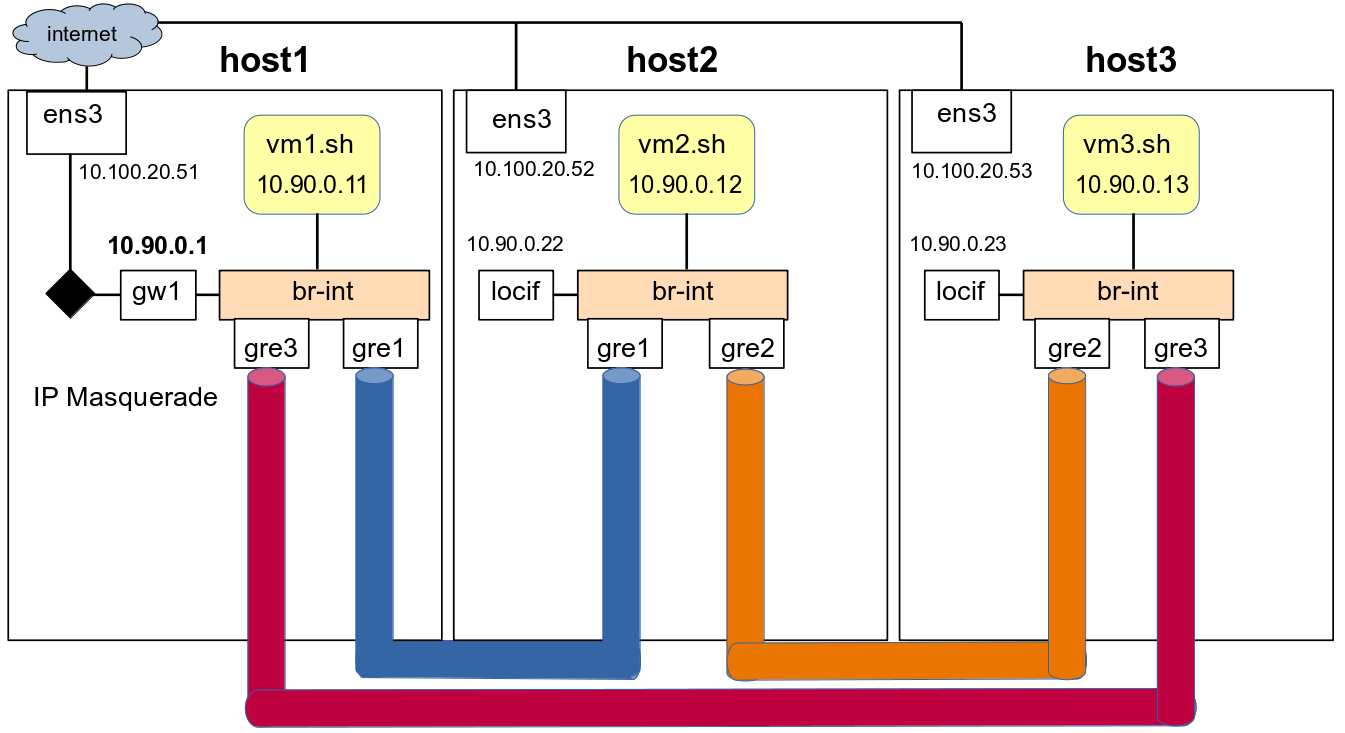 internet
host1
host2
host3
ens3
10.100.20.51
vm1.sh
10.90.0.11
10.90.0.1
gw1
br-int
gre3
gre1
IP Masquerade
ens3
10.100.20.52
vm2.sh
10.90.0.12
10.90.0.22
locif
br-int
gre1
gre2
ens3
10.100.20.53
vm3.sh
10.90.0.13
10.90.0.23
locif
br-int
gre2
gre3